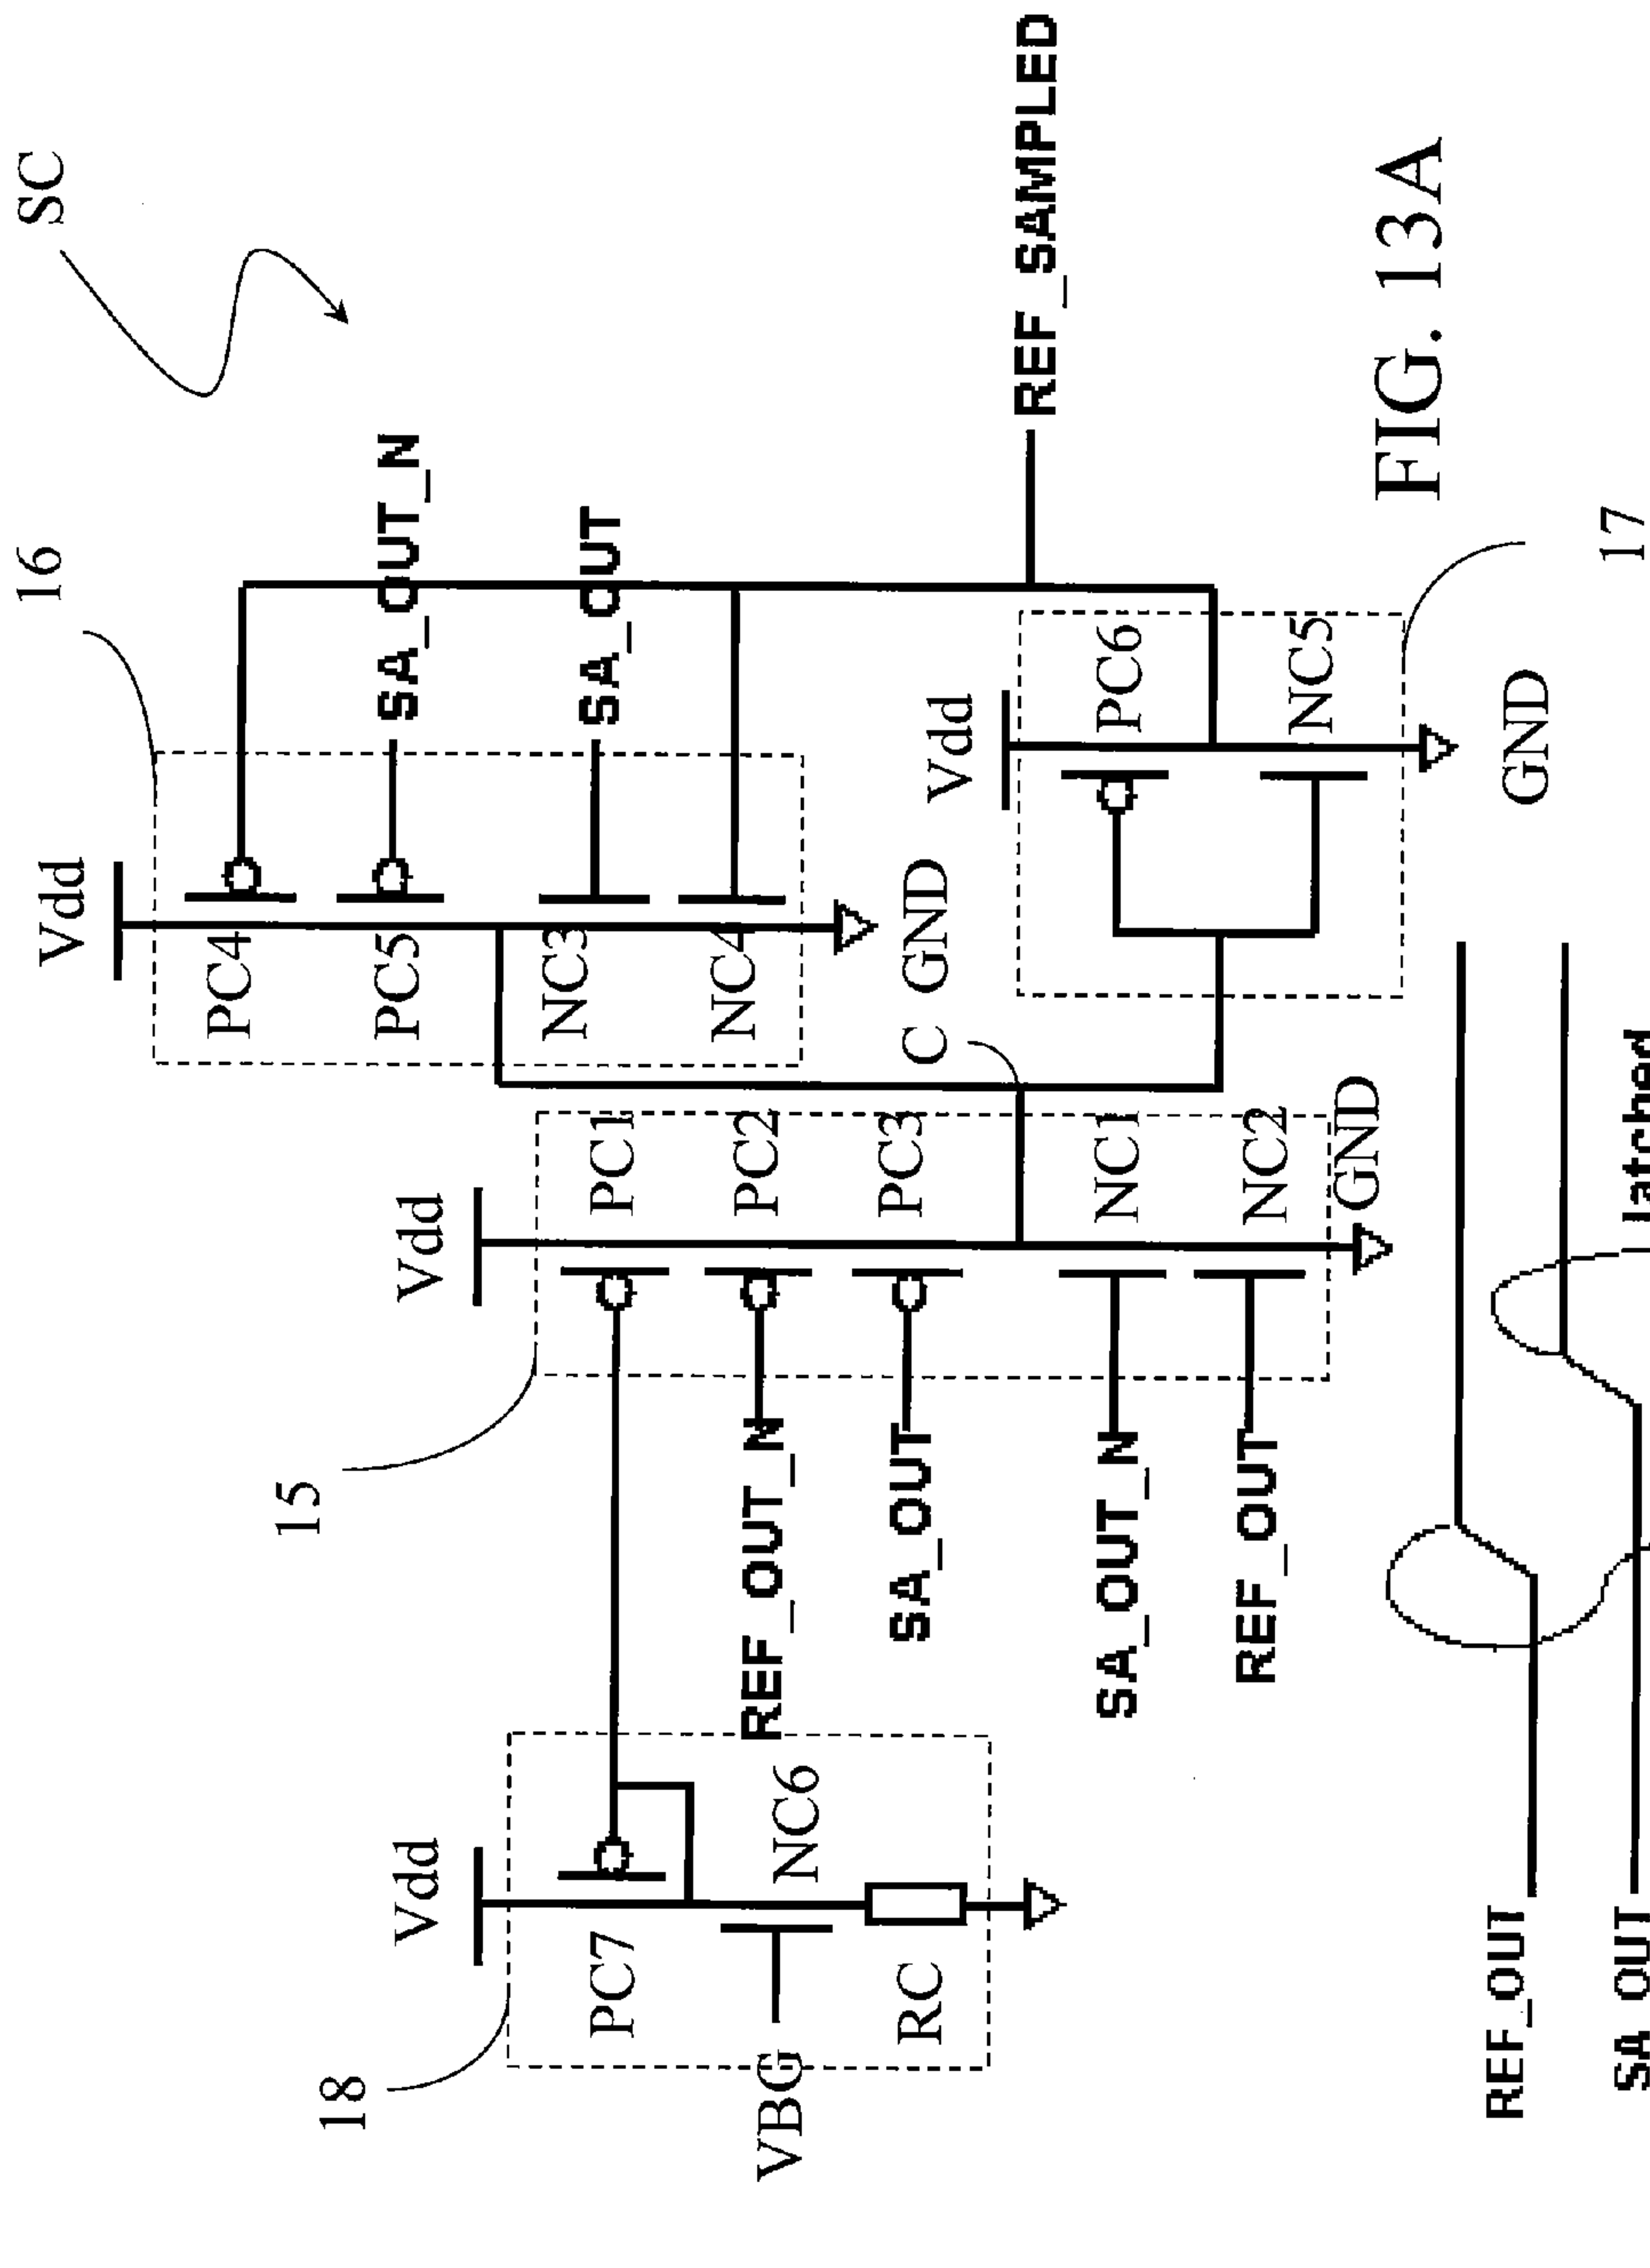 SC
16
Vdd
PC4
PC5
NC3
NC4
SA_OUT_N
SA_OUT
GND
C
REF_SAMPLED
Vdd
PC6
NC5
GND
17
15
Vdd
PC1
PC2
PC3
NC1
NC2
REF_OUT_N
SA_OUT
SA_OUT_N
REF_OUT
GND
18
Vdd
PC7
NC6
VBG
RC
FIG. 13A
REF_OUT
SA_OUT
latched